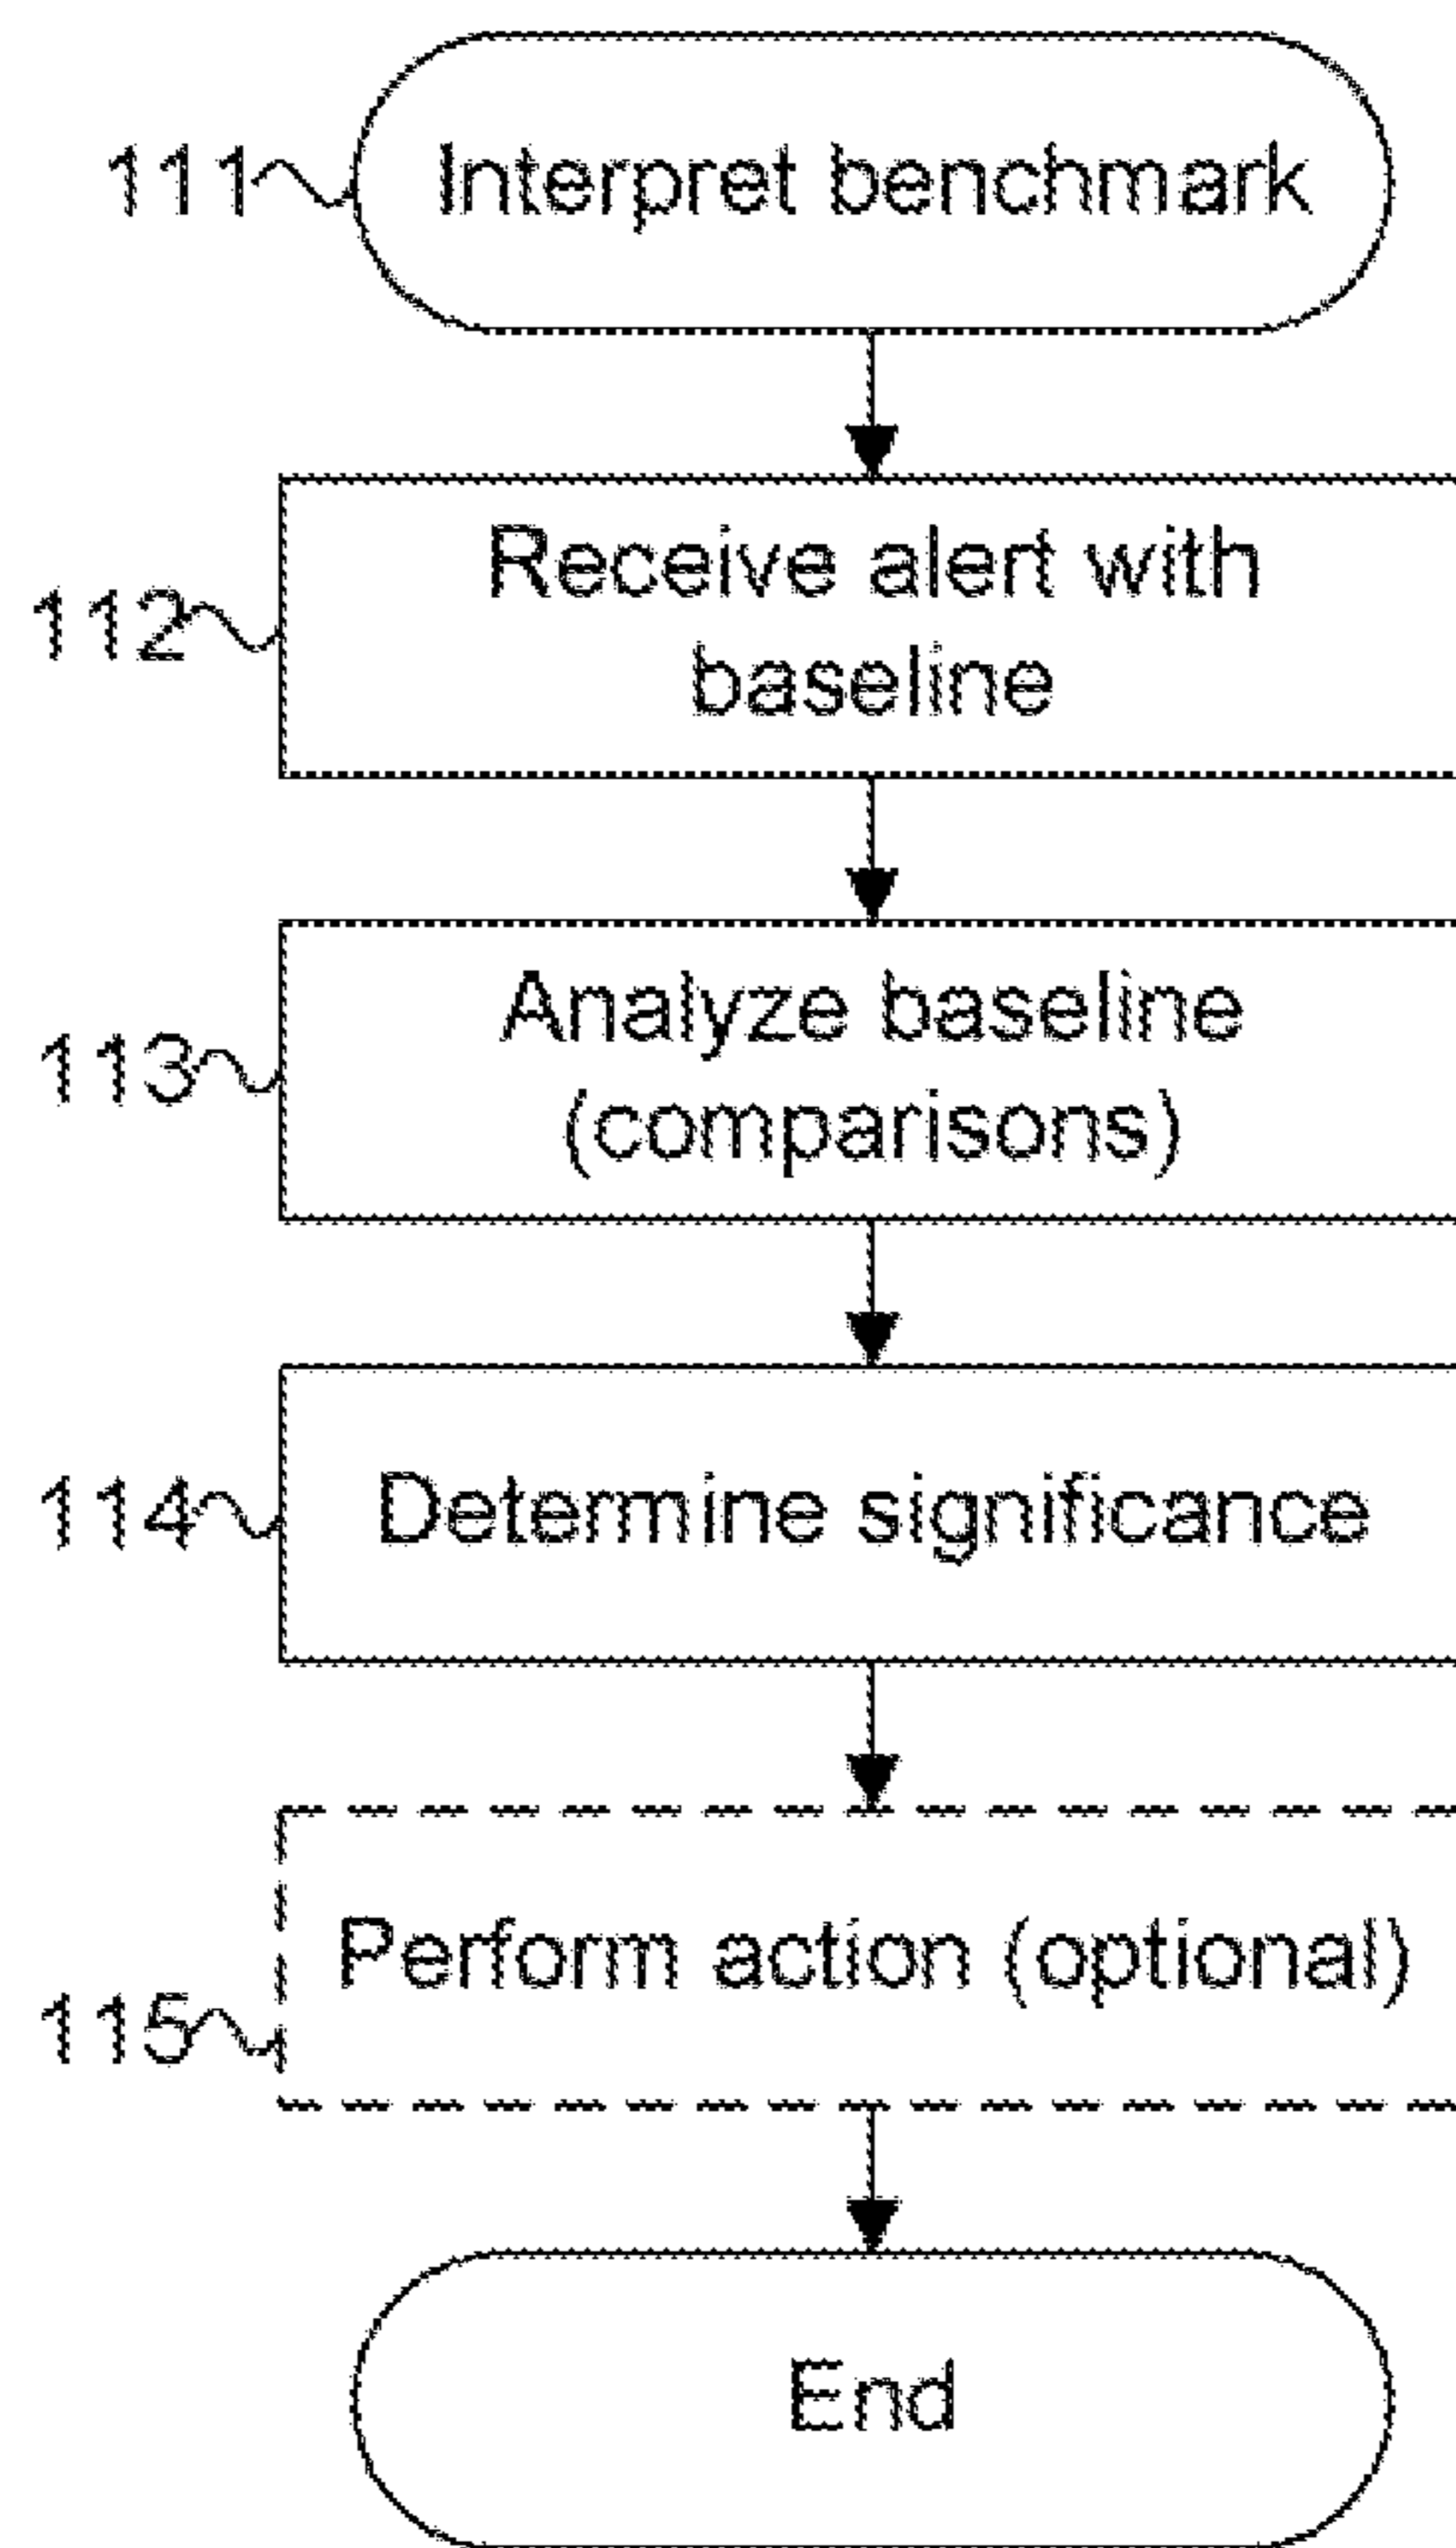 111
Interpret benchmark
112
Receive alert with
baseline
113
Analyze baseline
(comparisons)
114
Determine significance
115
Perform action (optional)
End